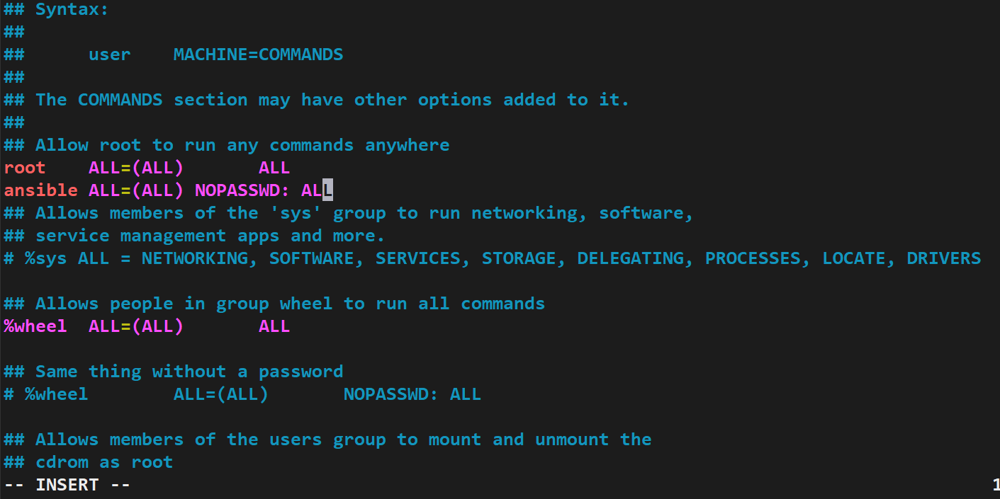 ## Syntax:
##
##      user    MACHINE=COMMANDS
##
## The COMMANDS section may have other options added to it.
##
## Allow root to run any commands anywhere
root    ALL=(ALL)       ALL
ansible ALL=(ALL) NOPASSWD: ALL
## Allows members of the 'sys' group to run networking, software,
## service management apps and more.
# %sys ALL = NETWORKING, SOFTWARE, SERVICES, STORAGE, DELEGATING, PROCESSES, LOCATE, DRIVERS

## Allows people in group wheel to run all commands
%wheel  ALL=(ALL)       ALL

## Same thing without a password
# %wheel        ALL=(ALL)       NOPASSWD: ALL

## Allows members of the users group to mount and unmount the
## cdrom as root
-- INSERT --                                                                                 1